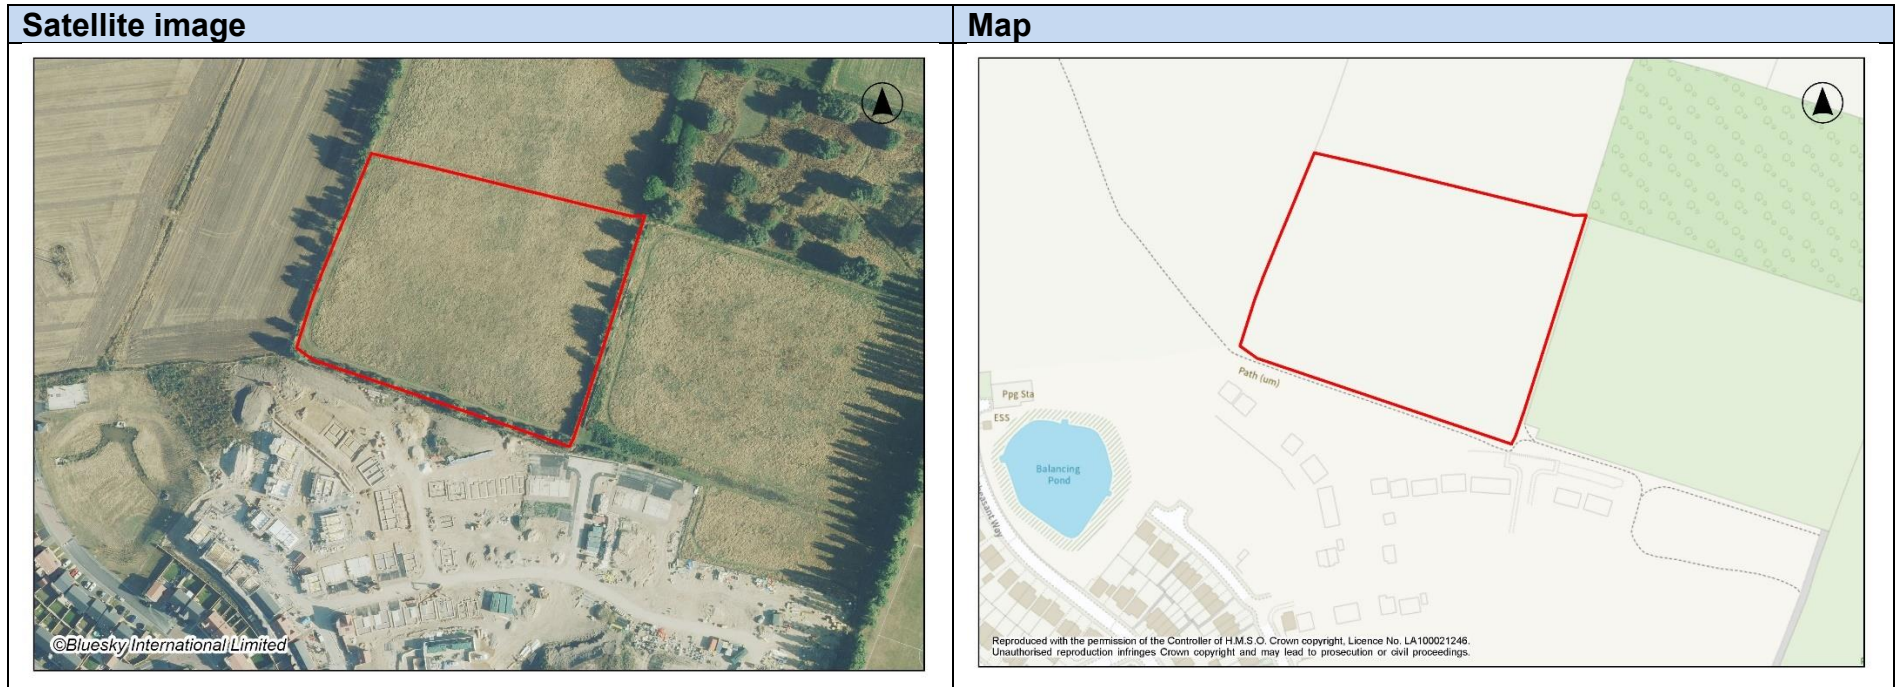 Satellite image
Map
©Bluesky International Limited
Path (um)
Ppg Sta
ESS
Balancing
Pond
easant Way
Reproduced with the permission of the Controller of H.M.S.O. Crown copyright, Licence No. LA100021246.
Unauthorised reproduction infringes Crown copyright and may lead to prosecution or civil proceedings.